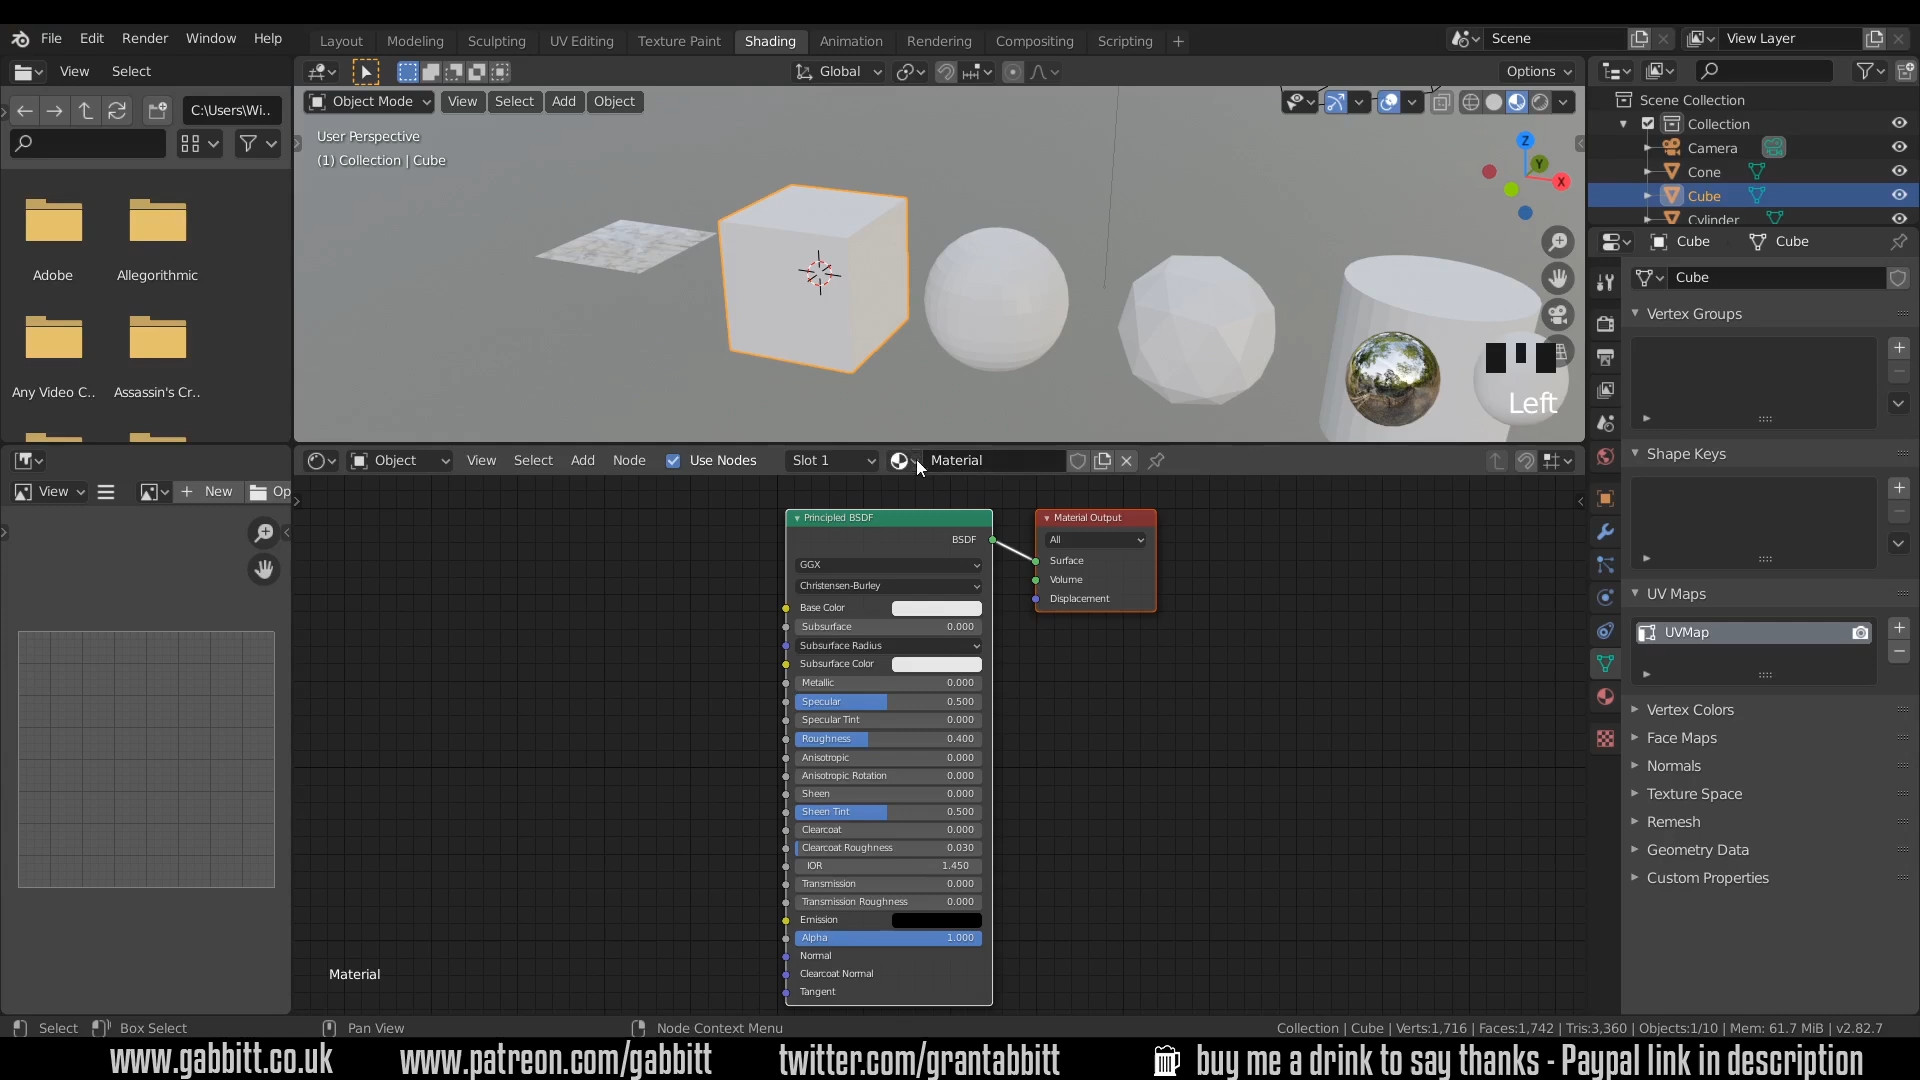 File Edit Render Window Help
Layout Modeling Sculpting UV Editing Texture Paint Shading Animation Rendering Compositing Scripting
Scene
View Layer
View Select
Global
Options
C:\Users\Wi..
Object Mode View Select Add Object
User Perspective
(1) Collection | Cube
Z
Y
X
Left
Adobe
Allegorithmic
Any Video C..
Assassin's Cr..
Scene Collection
Collection
Camera
Cone
Cube
Cylinder
Cube Cube
Cube
Vertex Groups
Shape Keys
UV Maps
UVMap
Vertex Colors
Face Maps
Normals
Texture Space
Remesh
Geometry Data
Custom Properties
View New Op
Object View Select Add Node Use Nodes Slot 1 Material
Principled BSDF
BSDF
GGX
Christensen-Burley
Base Color
Subsurface 0.000
Subsurface Radius
Subsurface Color
Metallic 0.000
Specular 0.500
Specular Tint 0.000
Roughness 0.400
Anisotropic 0.000
Anisotropic Rotation 0.000
Sheen 0.000
Sheen Tint 0.500
Clearcoat 0.000
Clearcoat Roughness 0.030
IOR 1.450
Transmission 0.000
Transmission Roughness 0.000
Emission
Alpha 1.000
Normal
Clearcoat Normal
Tangent
Material Output
All
Surface
Volume
Displacement
Material
Select Box Select Pan View Node Context Menu
Collection | Cube | Verts:1,716 | Faces:1,742 | Tris:3,360 | Objects:1/10 | Mem: 61.7 MiB | v2.82.7
www.gabbitt.co.uk www.patreon.com/gabbitt twitter.com/grantabbitt buy me a drink to say thanks - Paypal link in description